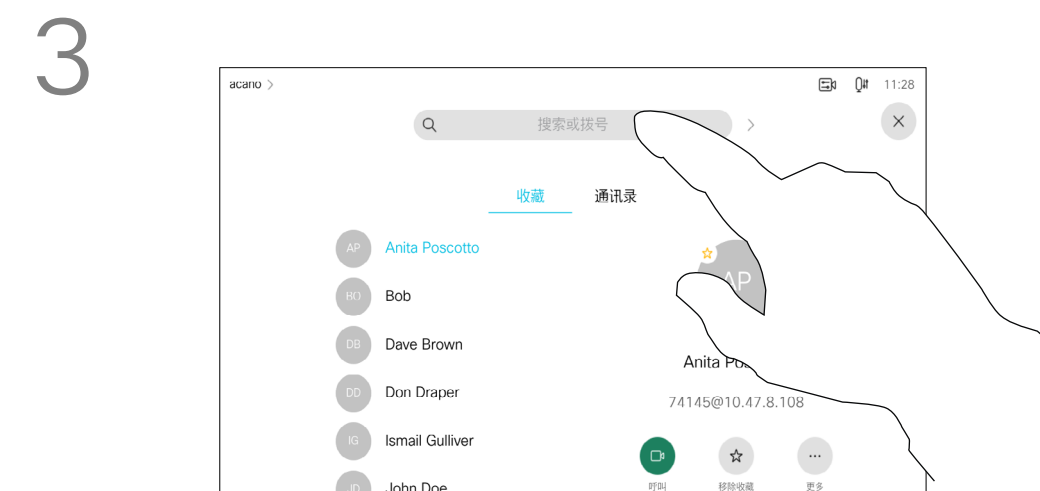 3
acano >
11:28
搜索或拨号
收藏 通讯录
AP Anita Poscotto
AP
BO Bob
DB Dave Brown
Anita
DD Don Draper
74145@10.47.8.108
IG Ismail Gulliver
JD John Doe
呼叫 移除收藏 更多